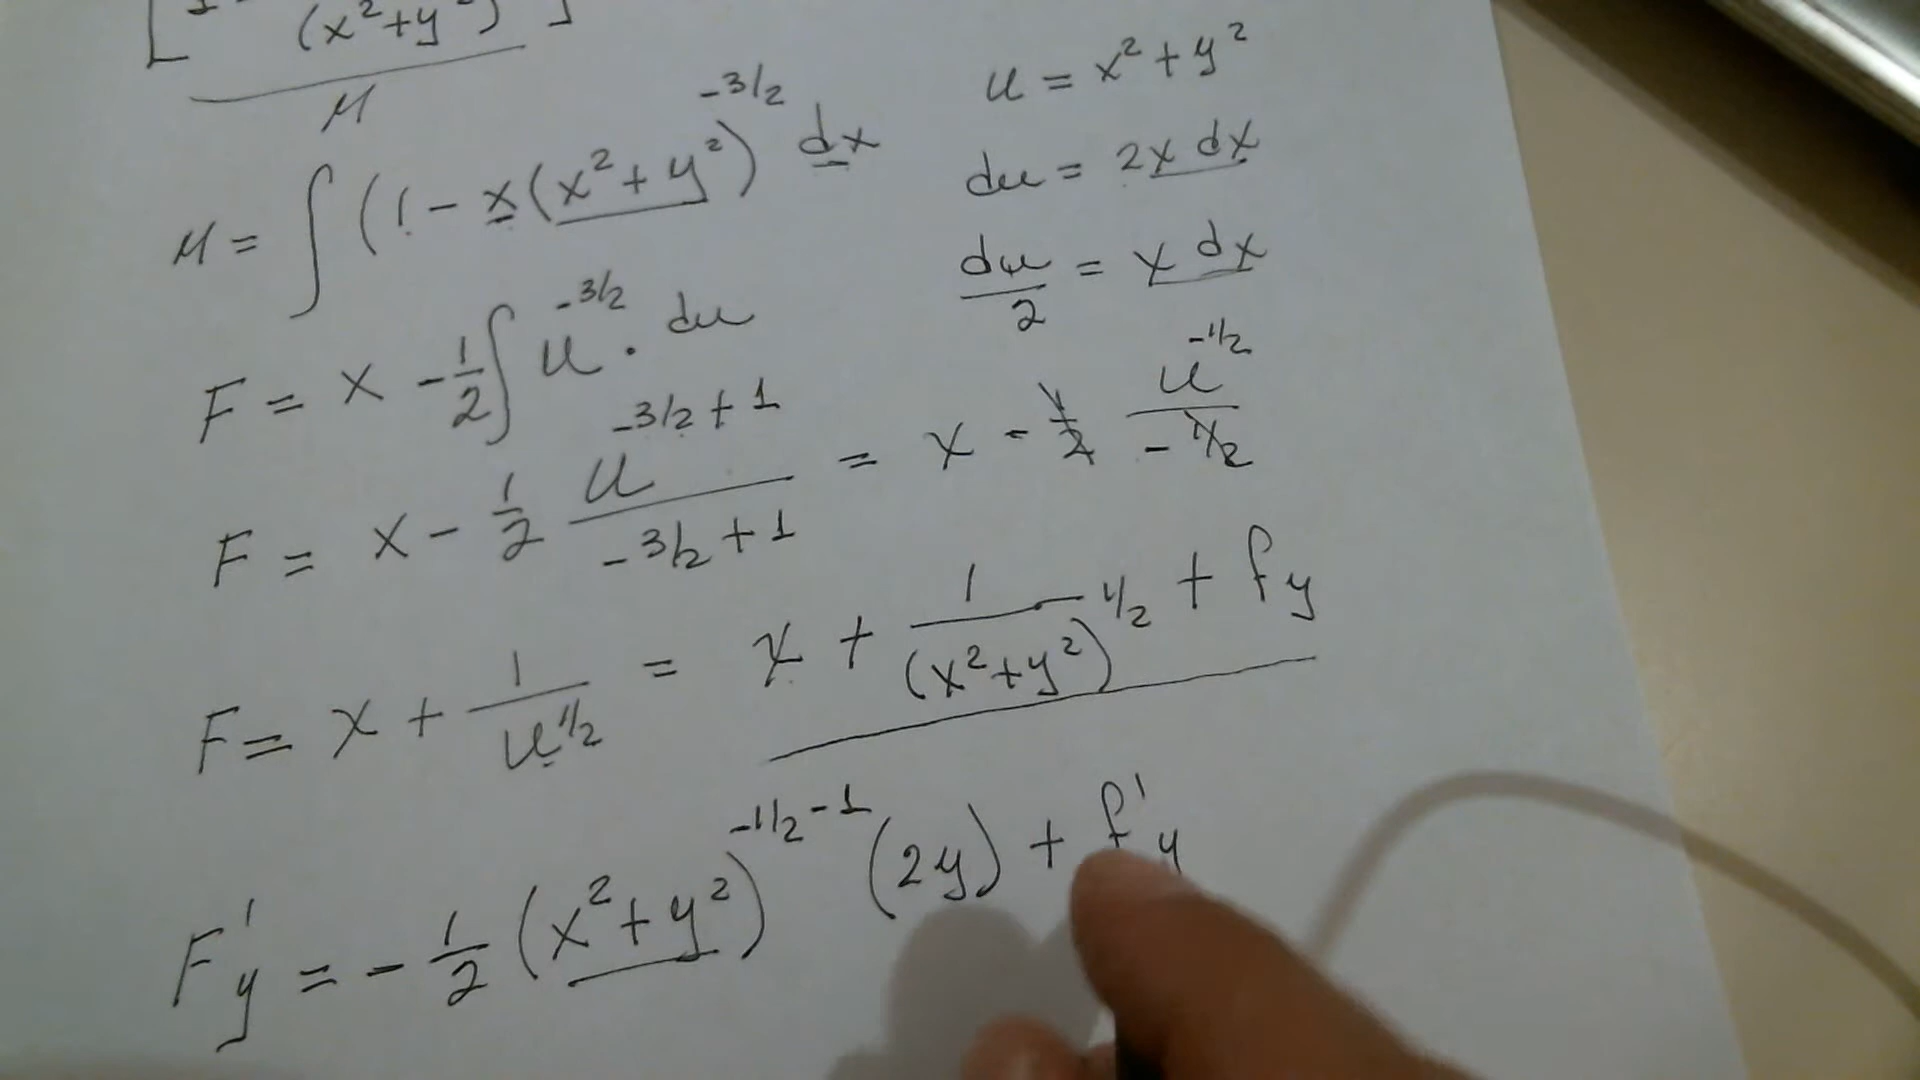 [1 - (x²+y²)]
M
M = ∫ (1 - x(x²+y²)^-3/2 dx
u = x²+y²
du = 2x dx
du/2 = x dx
F = x - 1/2 ∫ u^-3/2 · du
F = x - 1/2 u^(-3/2+1)/(-3/2+1) = x - 1/2 u^(-1/2)/(-1/2)
F = x + 1/u^1/2 = x + 1/(x²+y²)^1/2 + fy
F'y = - 1/2 (x²+y²)^(-1/2-1) (2y) + f'y